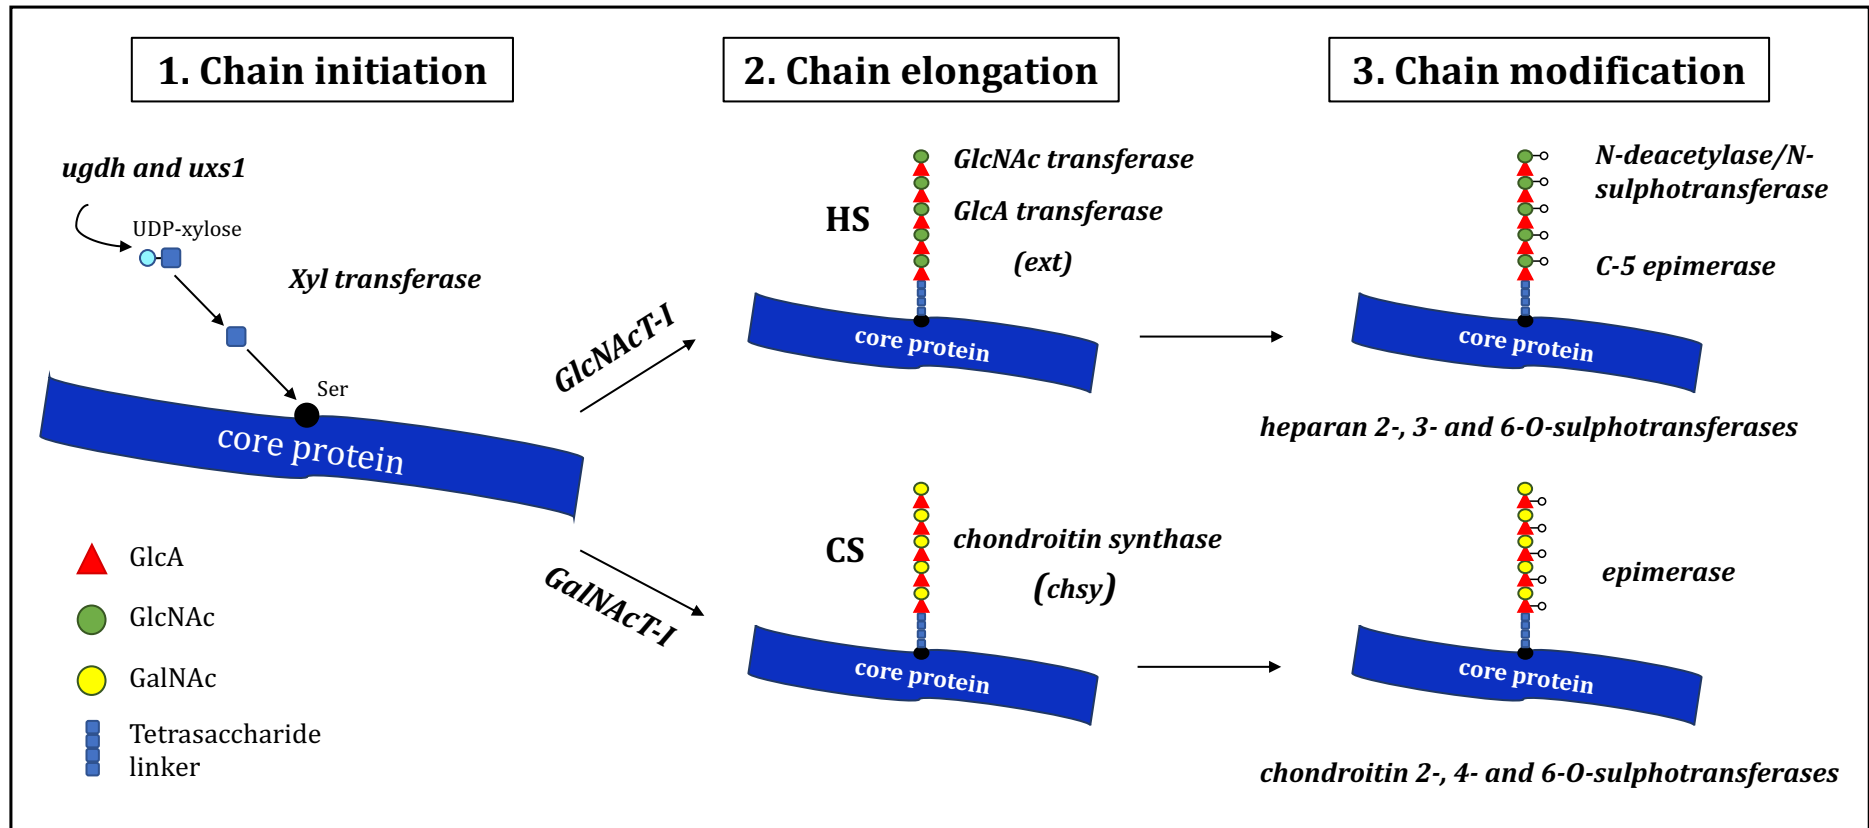 1. Chain initiation
2. Chain elongation
3. Chain modification
ugdh and uxs1
UDP-xylose
Xyl transferase
Ser
core protein
GlcNAcT-I
GalNAcT-I
HS
GlcNAc transferase
GlcA transferase
(ext)
core protein
N-deacetylase/N-
sulphotransferase
C-5 epimerase
core protein
heparan 2-, 3- and 6-O-sulphotransferases
CS
chondroitin synthase
(chsy)
core protein
epimerase
core protein
chondroitin 2-, 4- and 6-O-sulphotransferases
GlcA
GlcNAc
GalNAc
Tetrasaccharide
linker